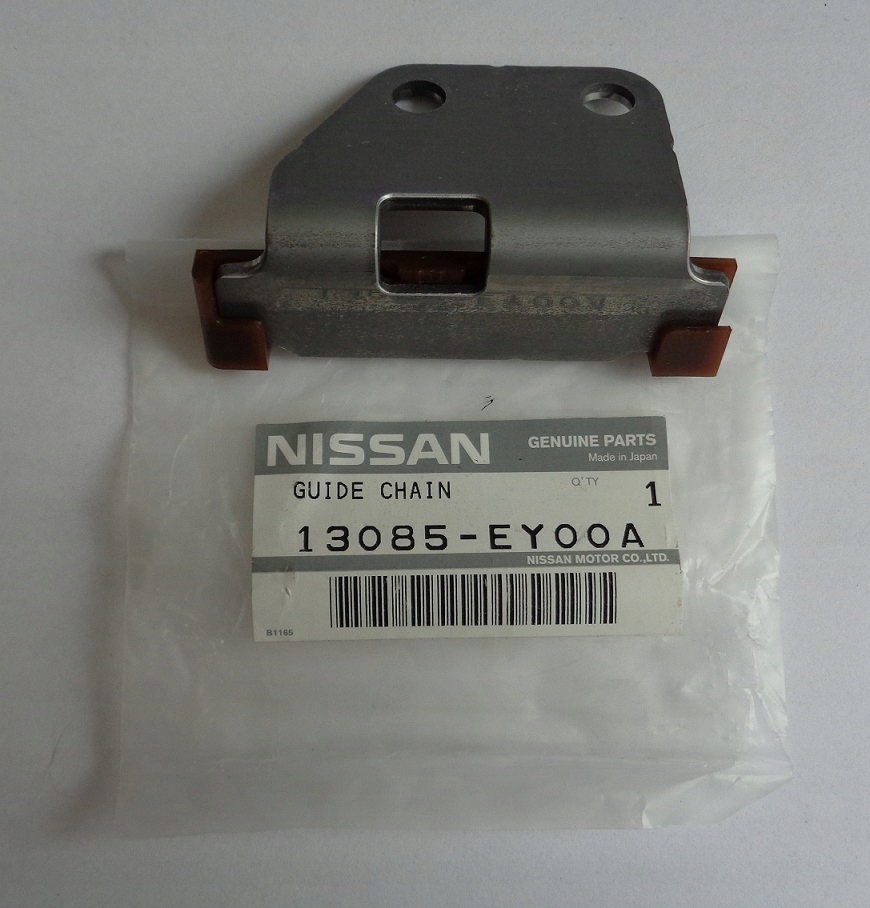 NISSAN GENUINE PARTS
Made in Japan
GUIDE CHAIN Q'TY 1
13085-EY00A
NISSAN MOTOR CO.,LTD.
B1165